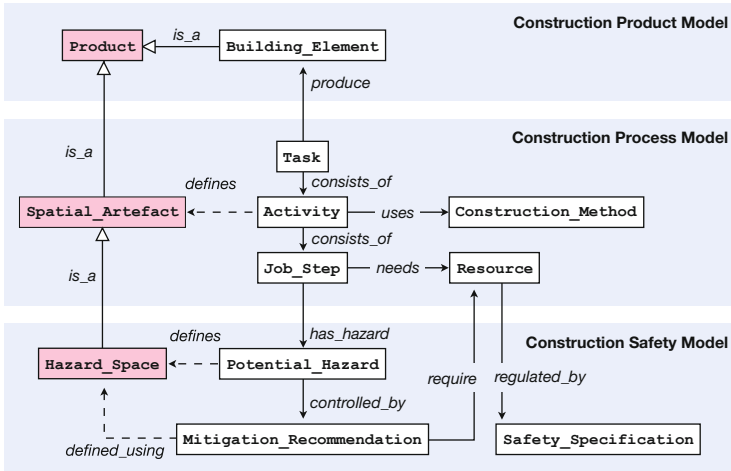 Construction Product Model
Product
is_a
Building_Element
produce
Construction Process Model
is_a
Task
defines
consists_of
Spatial_Artefact
Activity
uses
Construction_Method
consists_of
is_a
Job_Step
needs
Resource
Construction Safety Model
has_hazard
defines
Hazard_Space
Potential_Hazard
require
regulated_by
controlled_by
defined_using
Mitigation_Recommendation
Safety_Specification